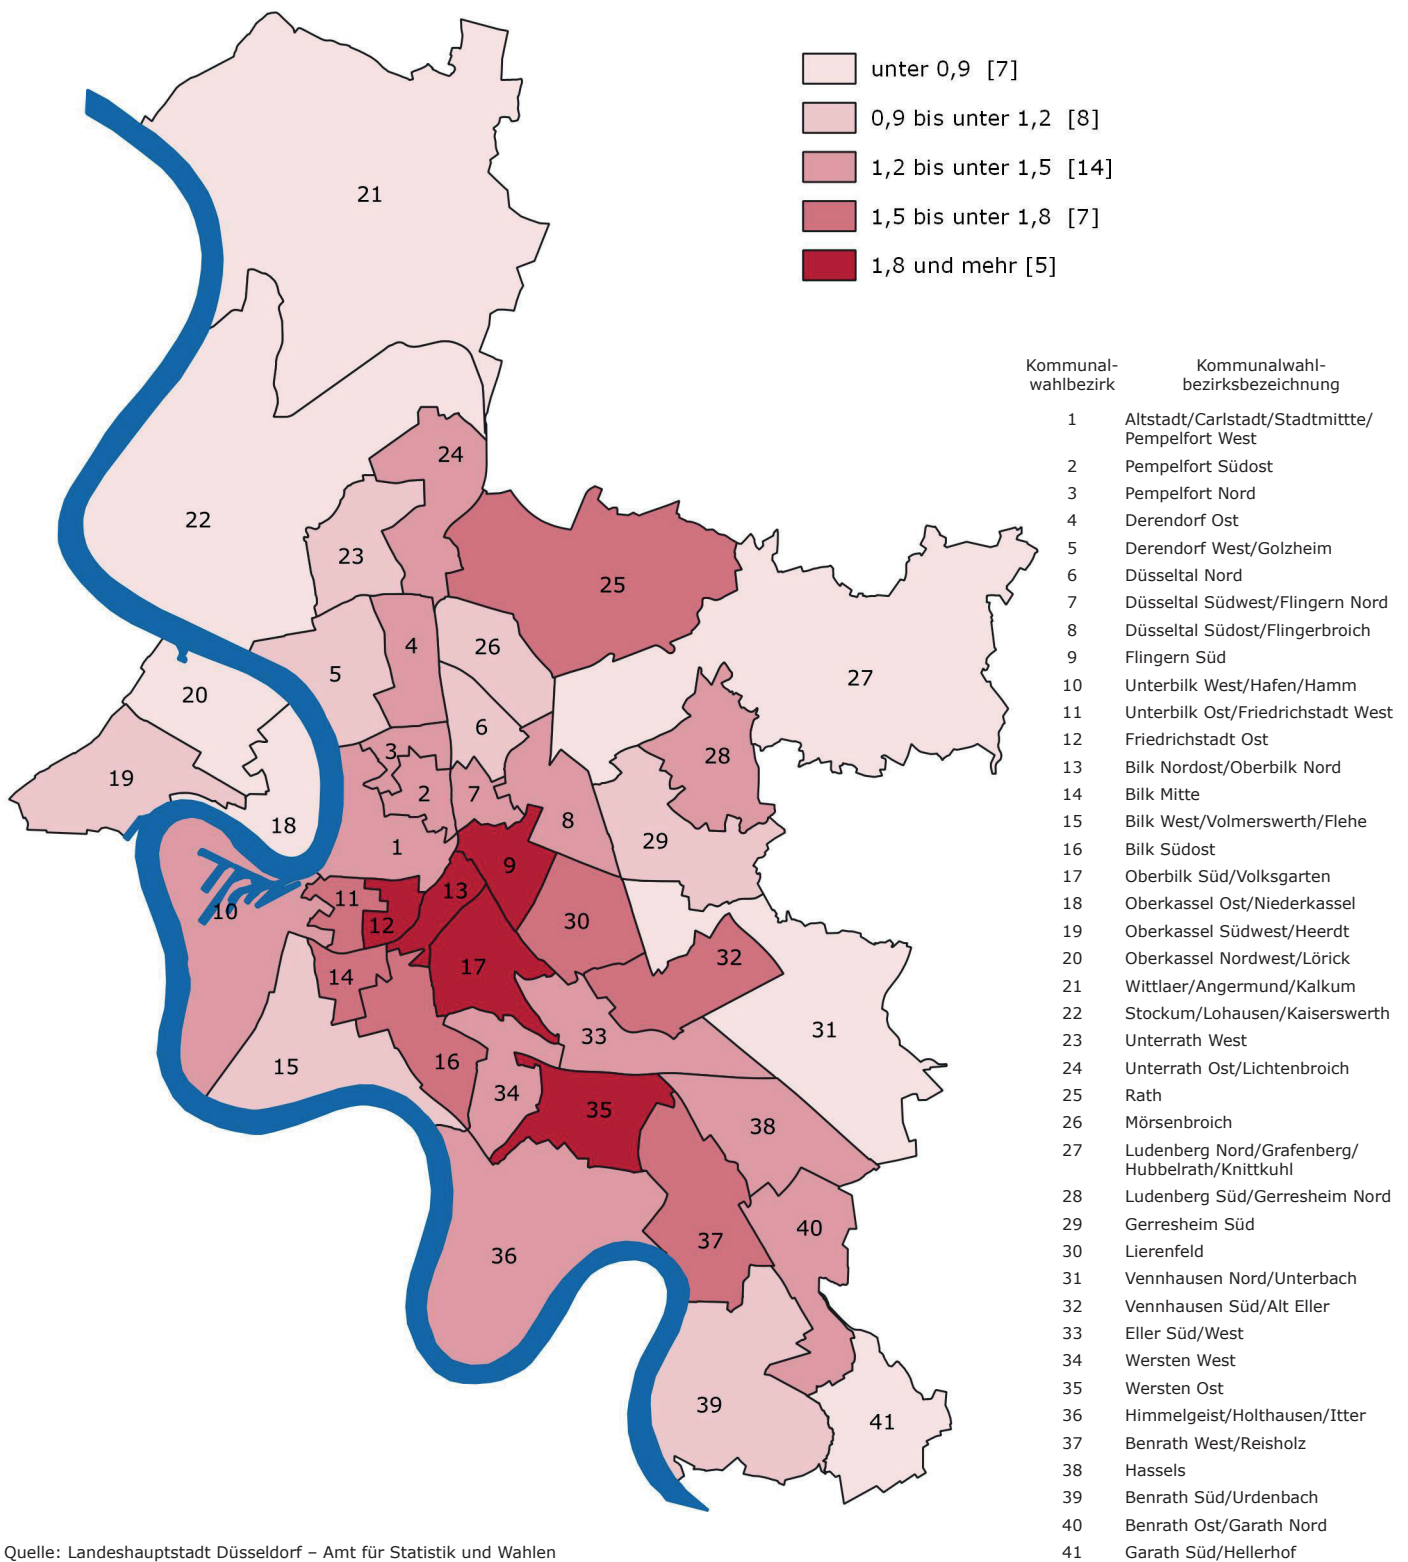 unter 0,9 [7]
0,9 bis unter 1,2 [8]
1,2 bis unter 1,5 [14]
1,5 bis unter 1,8 [7]
1,8 und mehr [5]
21
24
22
23
25
4
26
5
27
20
6
3
28
19
2
7
18
8
1
29
9
13
11
10
12
30
14
17
32
31
33
16
15
34
35
38
40
37
36
39
41
Kommunal-
wahlbezirk
Kommunalwahl-
bezirksbezeichnung
1 Altstadt/Carlstadt/Stadtmittte/
Pempelfort West
2 Pempelfort Südost
3 Pempelfort Nord
4 Derendorf Ost
5 Derendorf West/Golzheim
6 Düsseltal Nord
7 Düsseltal Südwest/Flingern Nord
8 Düsseltal Südost/Flingerbroich
9 Flingern Süd
10 Unterbilk West/Hafen/Hamm
11 Unterbilk Ost/Friedrichstadt West
12 Friedrichstadt Ost
13 Bilk Nordost/Oberbilk Nord
14 Bilk Mitte
15 Bilk West/Volmerswerth/Flehe
16 Bilk Südost
17 Oberbilk Süd/Volksgarten
18 Oberkassel Ost/Niederkassel
19 Oberkassel Südwest/Heerdt
20 Oberkassel Nordwest/Lörick
21 Wittlaer/Angermund/Kalkum
22 Stockum/Lohausen/Kaiserswerth
23 Unterrath West
24 Unterrath Ost/Lichtenbroich
25 Rath
26 Mörsenbroich
27 Ludenberg Nord/Grafenberg/
Hubbelrath/Knittkuhl
28 Ludenberg Süd/Gerresheim Nord
29 Gerresheim Süd
30 Lierenfeld
31 Vennhausen Nord/Unterbach
32 Vennhausen Süd/Alt Eller
33 Eller Süd/West
34 Wersten West
35 Wersten Ost
36 Himmelgeist/Holthausen/Itter
37 Benrath West/Reisholz
38 Hassels
39 Benrath Süd/Urdenbach
40 Benrath Ost/Garath Nord
41 Garath Süd/Hellerhof
Quelle: Landeshauptstadt Düsseldorf – Amt für Statistik und Wahlen